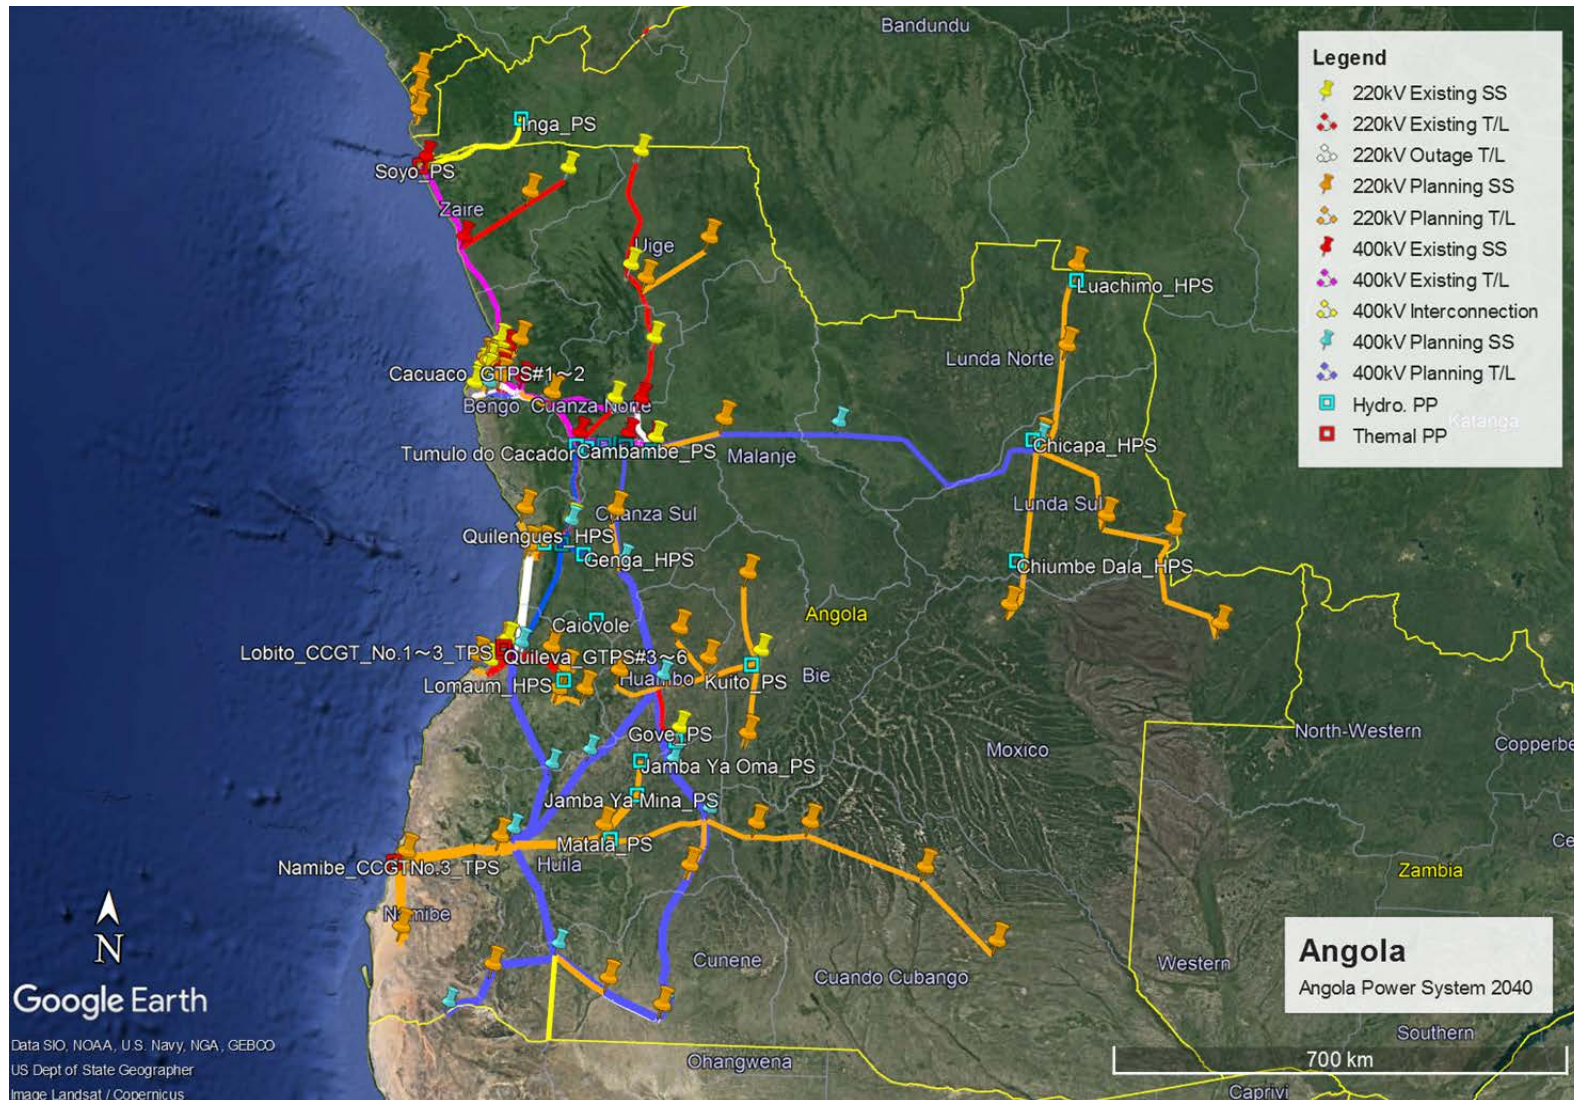 Bandundu
Legend
220kV Existing SS
220kV Existing T/L
220kV Outage T/L
220kV Planning SS
220kV Planning T/L
400kV Existing SS
400kV Existing T/L
400kV Interconnection
400kV Planning SS
400kV Planning T/L
Hydro. PP
Themal PP
Inga_PS
Soyo_PS
Zaire
Uige
Luachimo_HPS
Lunda Norte
Cacuaco_GTPS#1~2
Bengo
Cuanza Norte
Katanga
Tumulo do Cacador
Cambambe_PS
Malanje
Chicapa_HPS
Lunda Sul
Cuanza Sul
Quilengues_HPS
Genga_HPS
Chiumbe Dala_HPS
Caiovole
Angola
Lobito_CCGT_No.1~3_TPS
Quileva_GTPS#3~6
Lomaum_HPS
Huambo
Kuito_PS
Bie
Gove_PS
North-Western
Moxico
Copperbe
Jamba Ya Oma_PS
Jamba Ya Mina_PS
Matala_PS
Namibe_CCGTNo.3_TPS
Huila
Ce
Zambia
Namibe
N
Cunene
Cuando Cubango
Western
Angola
Angola Power System 2040
Google Earth
Southern
Data SIO, NOAA, U.S. Navy, NGA, GEBCO
US Dept of State Geographer
Image Landsat / Copernicus
Ohangwena
700 km
Caprivi